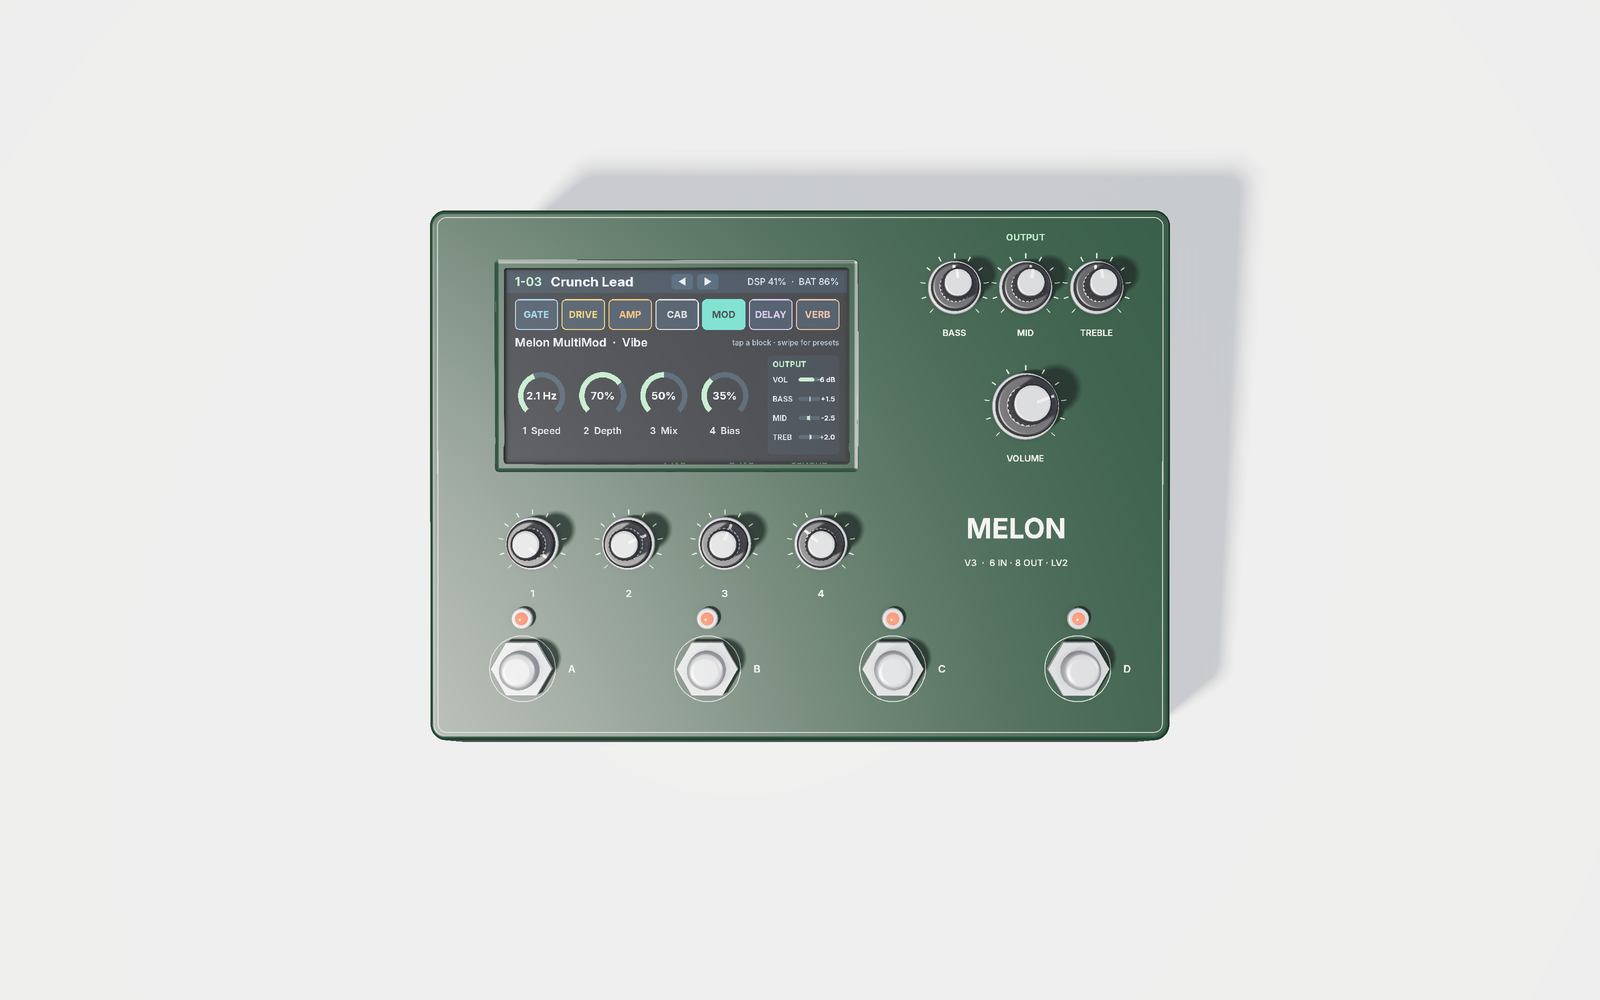 OUTPUT
1-03 Crunch Lead ◀ ▶ DSP 41% · BAT 86%
GATE DRIVE AMP CAB MOD DELAY VERB
Melon MultiMod · Vibe tap a block · swipe for presets
BASS MID TREBLE
OUTPUT
VOL -6 dB
2.1 Hz 70% 50% 35%
BASS +1.5
MID -2.5
1 Speed 2 Depth 3 Mix 4 Bias
TREB +2.0
VOLUME
MELON
V3 · 6 IN · 8 OUT · LV2
1 2 3 4
A B C D